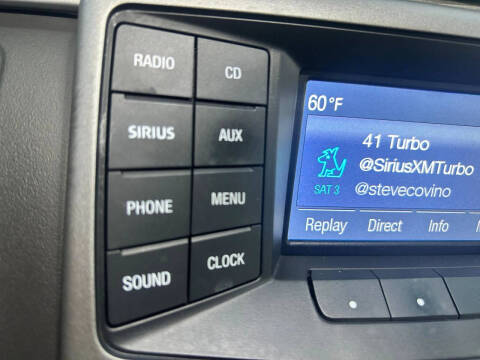 RADIO
CD
SIRIUS
AUX
PHONE
MENU
SOUND
CLOCK
60°F
41 Turbo
@SiriusXMTurbo
SAT 3
@stevecovino
Replay Direct Info